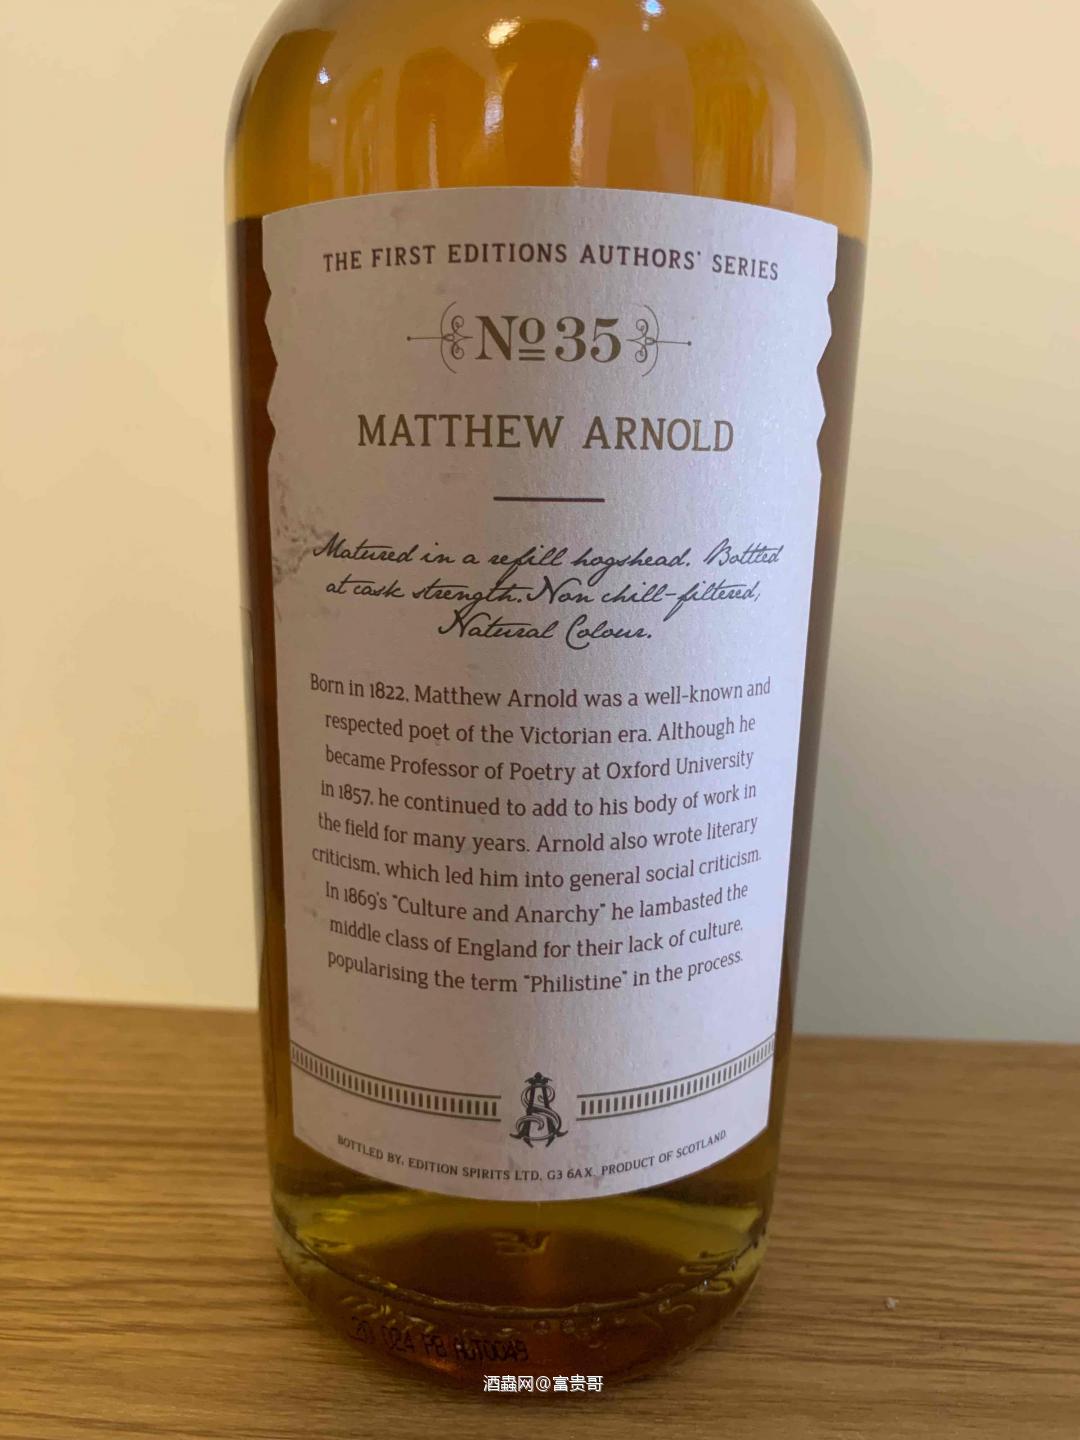 THE FIRST EDITIONS AUTHORS' SERIES
Nº 35
MATTHEW ARNOLD
Matured in a refill hogshead. Bottled
at cask strength. Non chill-filtered,
Natural Colour.
Born in 1822, Matthew Arnold was a well-known and
respected poet of the Victorian era. Although he
became Professor of Poetry at Oxford University
in 1857, he continued to add to his body of work in
the field for many years. Arnold also wrote literary
criticism, which led him into general social criticism.
In 1869's "Culture and Anarchy" he lambasted the
middle class of England for their lack of culture,
popularising the term "Philistine" in the process.
BOTTLED BY, EDITION SPIRITS LTD, G3 6AX. PRODUCT OF SCOTLAND
024 PB AUTO049
酒蟲网@富贵哥